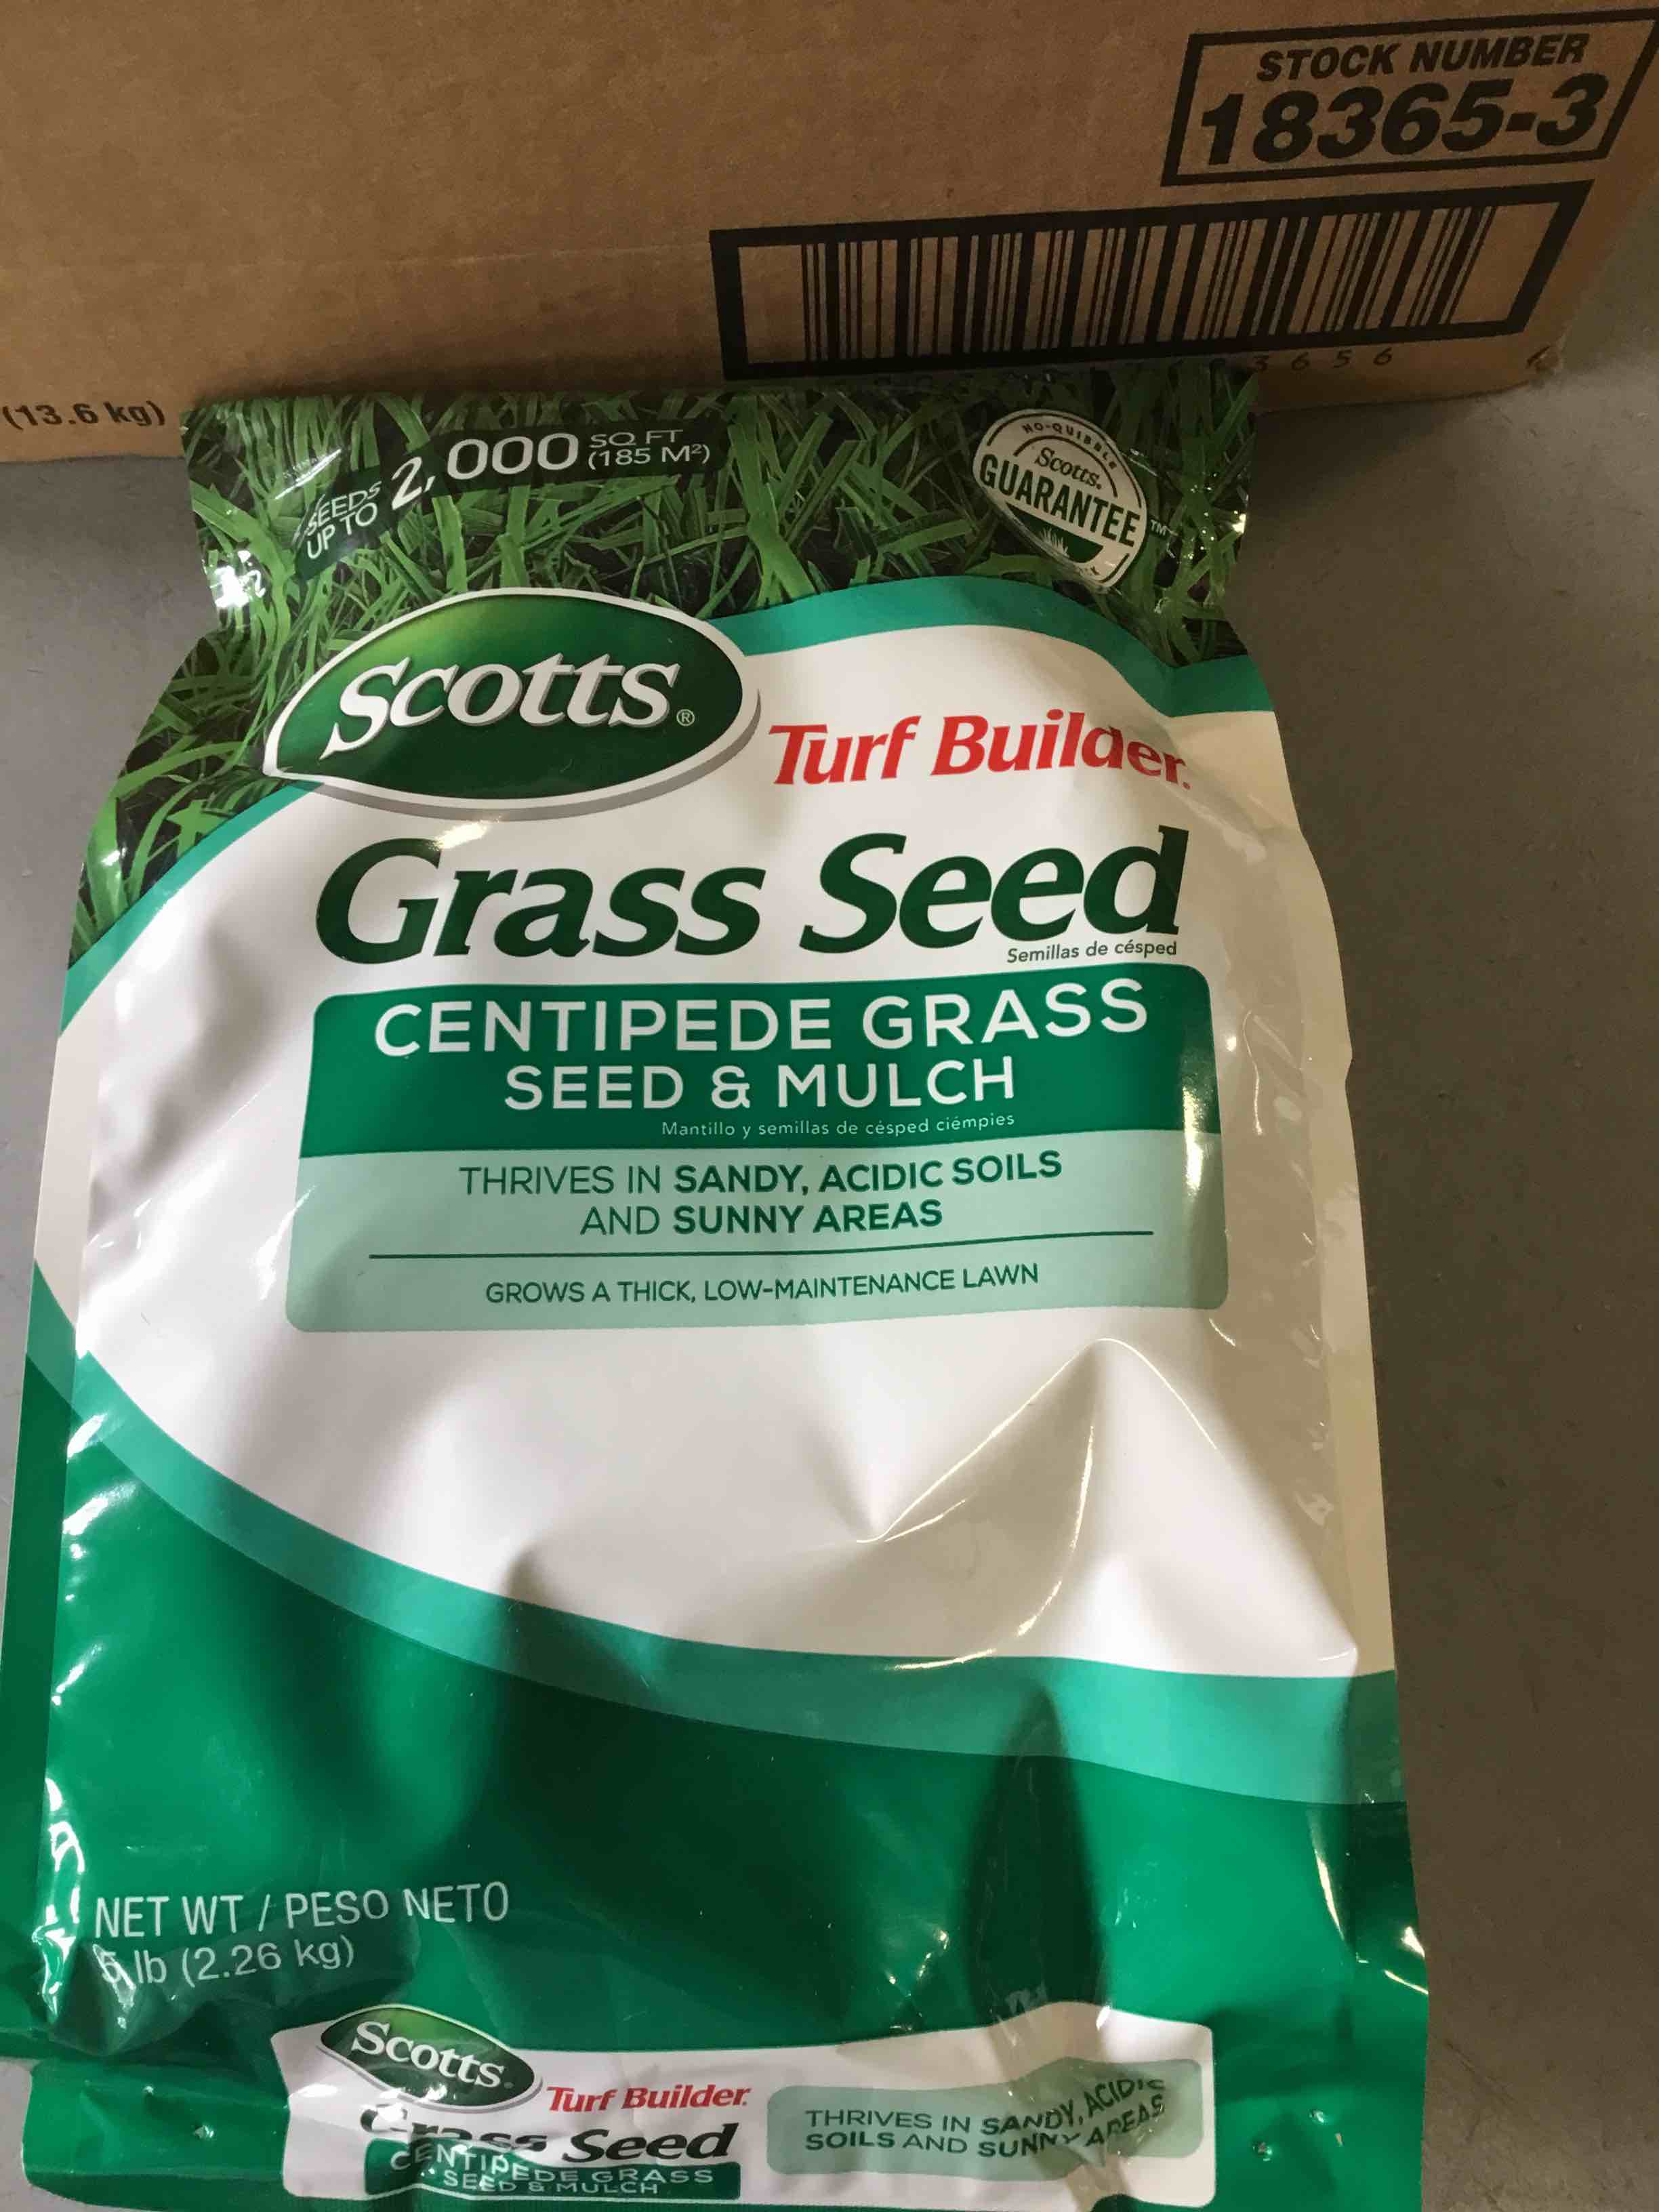 STOCK NUMBER
18365-3
3656
(13.6 kg)
SEEDS
UP TO
2,000
SQ FT
(185 M²)
NO-QUIBBLE
Scotts.
GUARANTEE™
Scotts®
Turf Builder®
Grass Seed
Semillas de césped
CENTIPEDE GRASS
SEED & MULCH
Mantillo y semillas de césped ciémpies
THRIVES IN SANDY, ACIDIC SOILS
AND SUNNY AREAS
GROWS A THICK, LOW-MAINTENANCE LAWN
NET WT / PESO NETO
5 lb (2.26 kg)
Scotts
Turf Builder
Grass Seed
CENTIPEDE GRASS
SEED & MULCH
THRIVES IN SANDY, ACIDIC
SOILS AND SUNNY AREAS